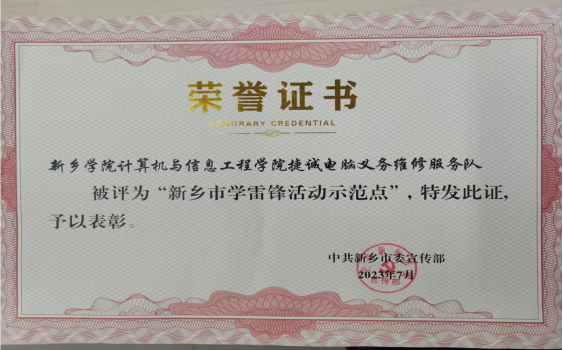 荣誉证书
HONORARY CREDENTIAL
新乡学院计算机与信息工程学院捷诚电脑义务维修服务队
被评为“新乡市学雷锋活动示范点”，特发此证,
予以表彰。
中共新乡市委宣传部
2023年7月